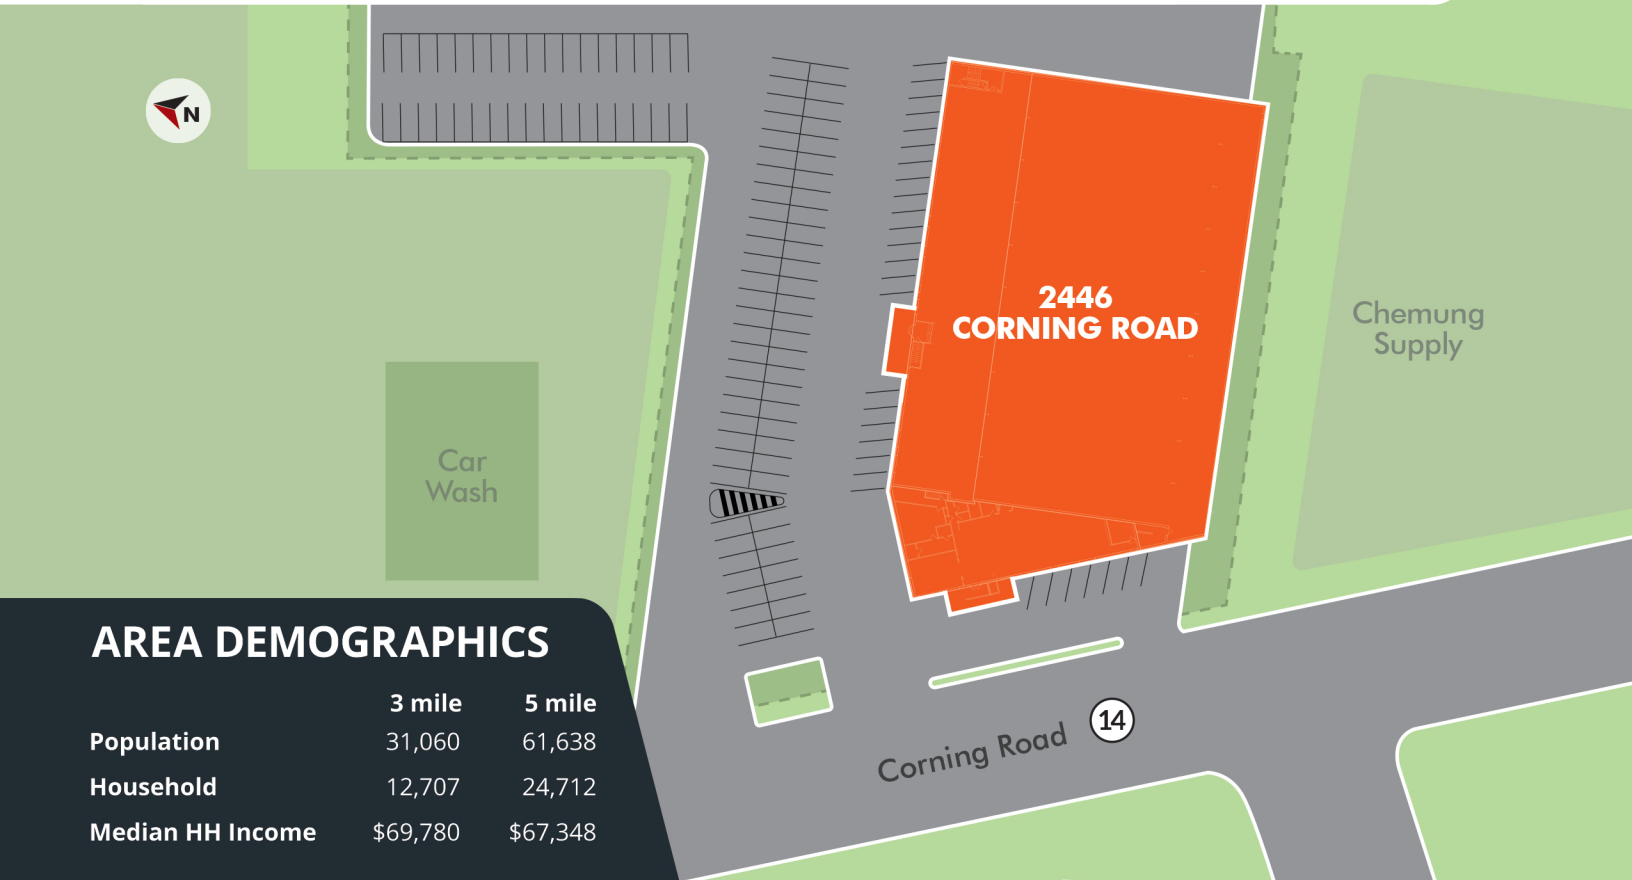 N
2446
CORNING ROAD
Chemung
Supply
Car
Wash
AREA DEMOGRAPHICS
3 mile 5 mile
Population 31,060 61,638
Household 12,707 24,712
Median HH Income $69,780 $67,348
Corning Road 14